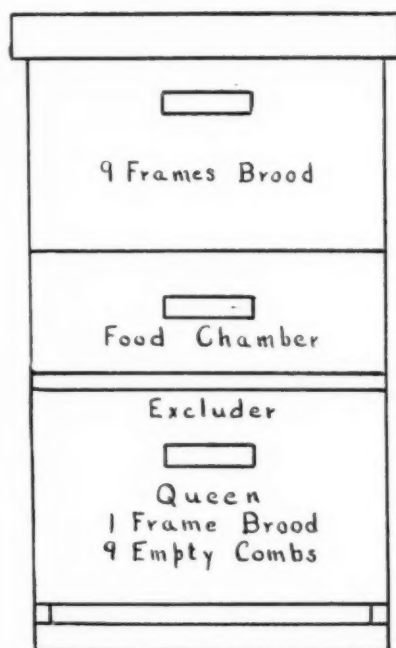 9 Frames Brood
Food Chamber
Excluder
Queen
1 Frame Brood
9 Empty Combs